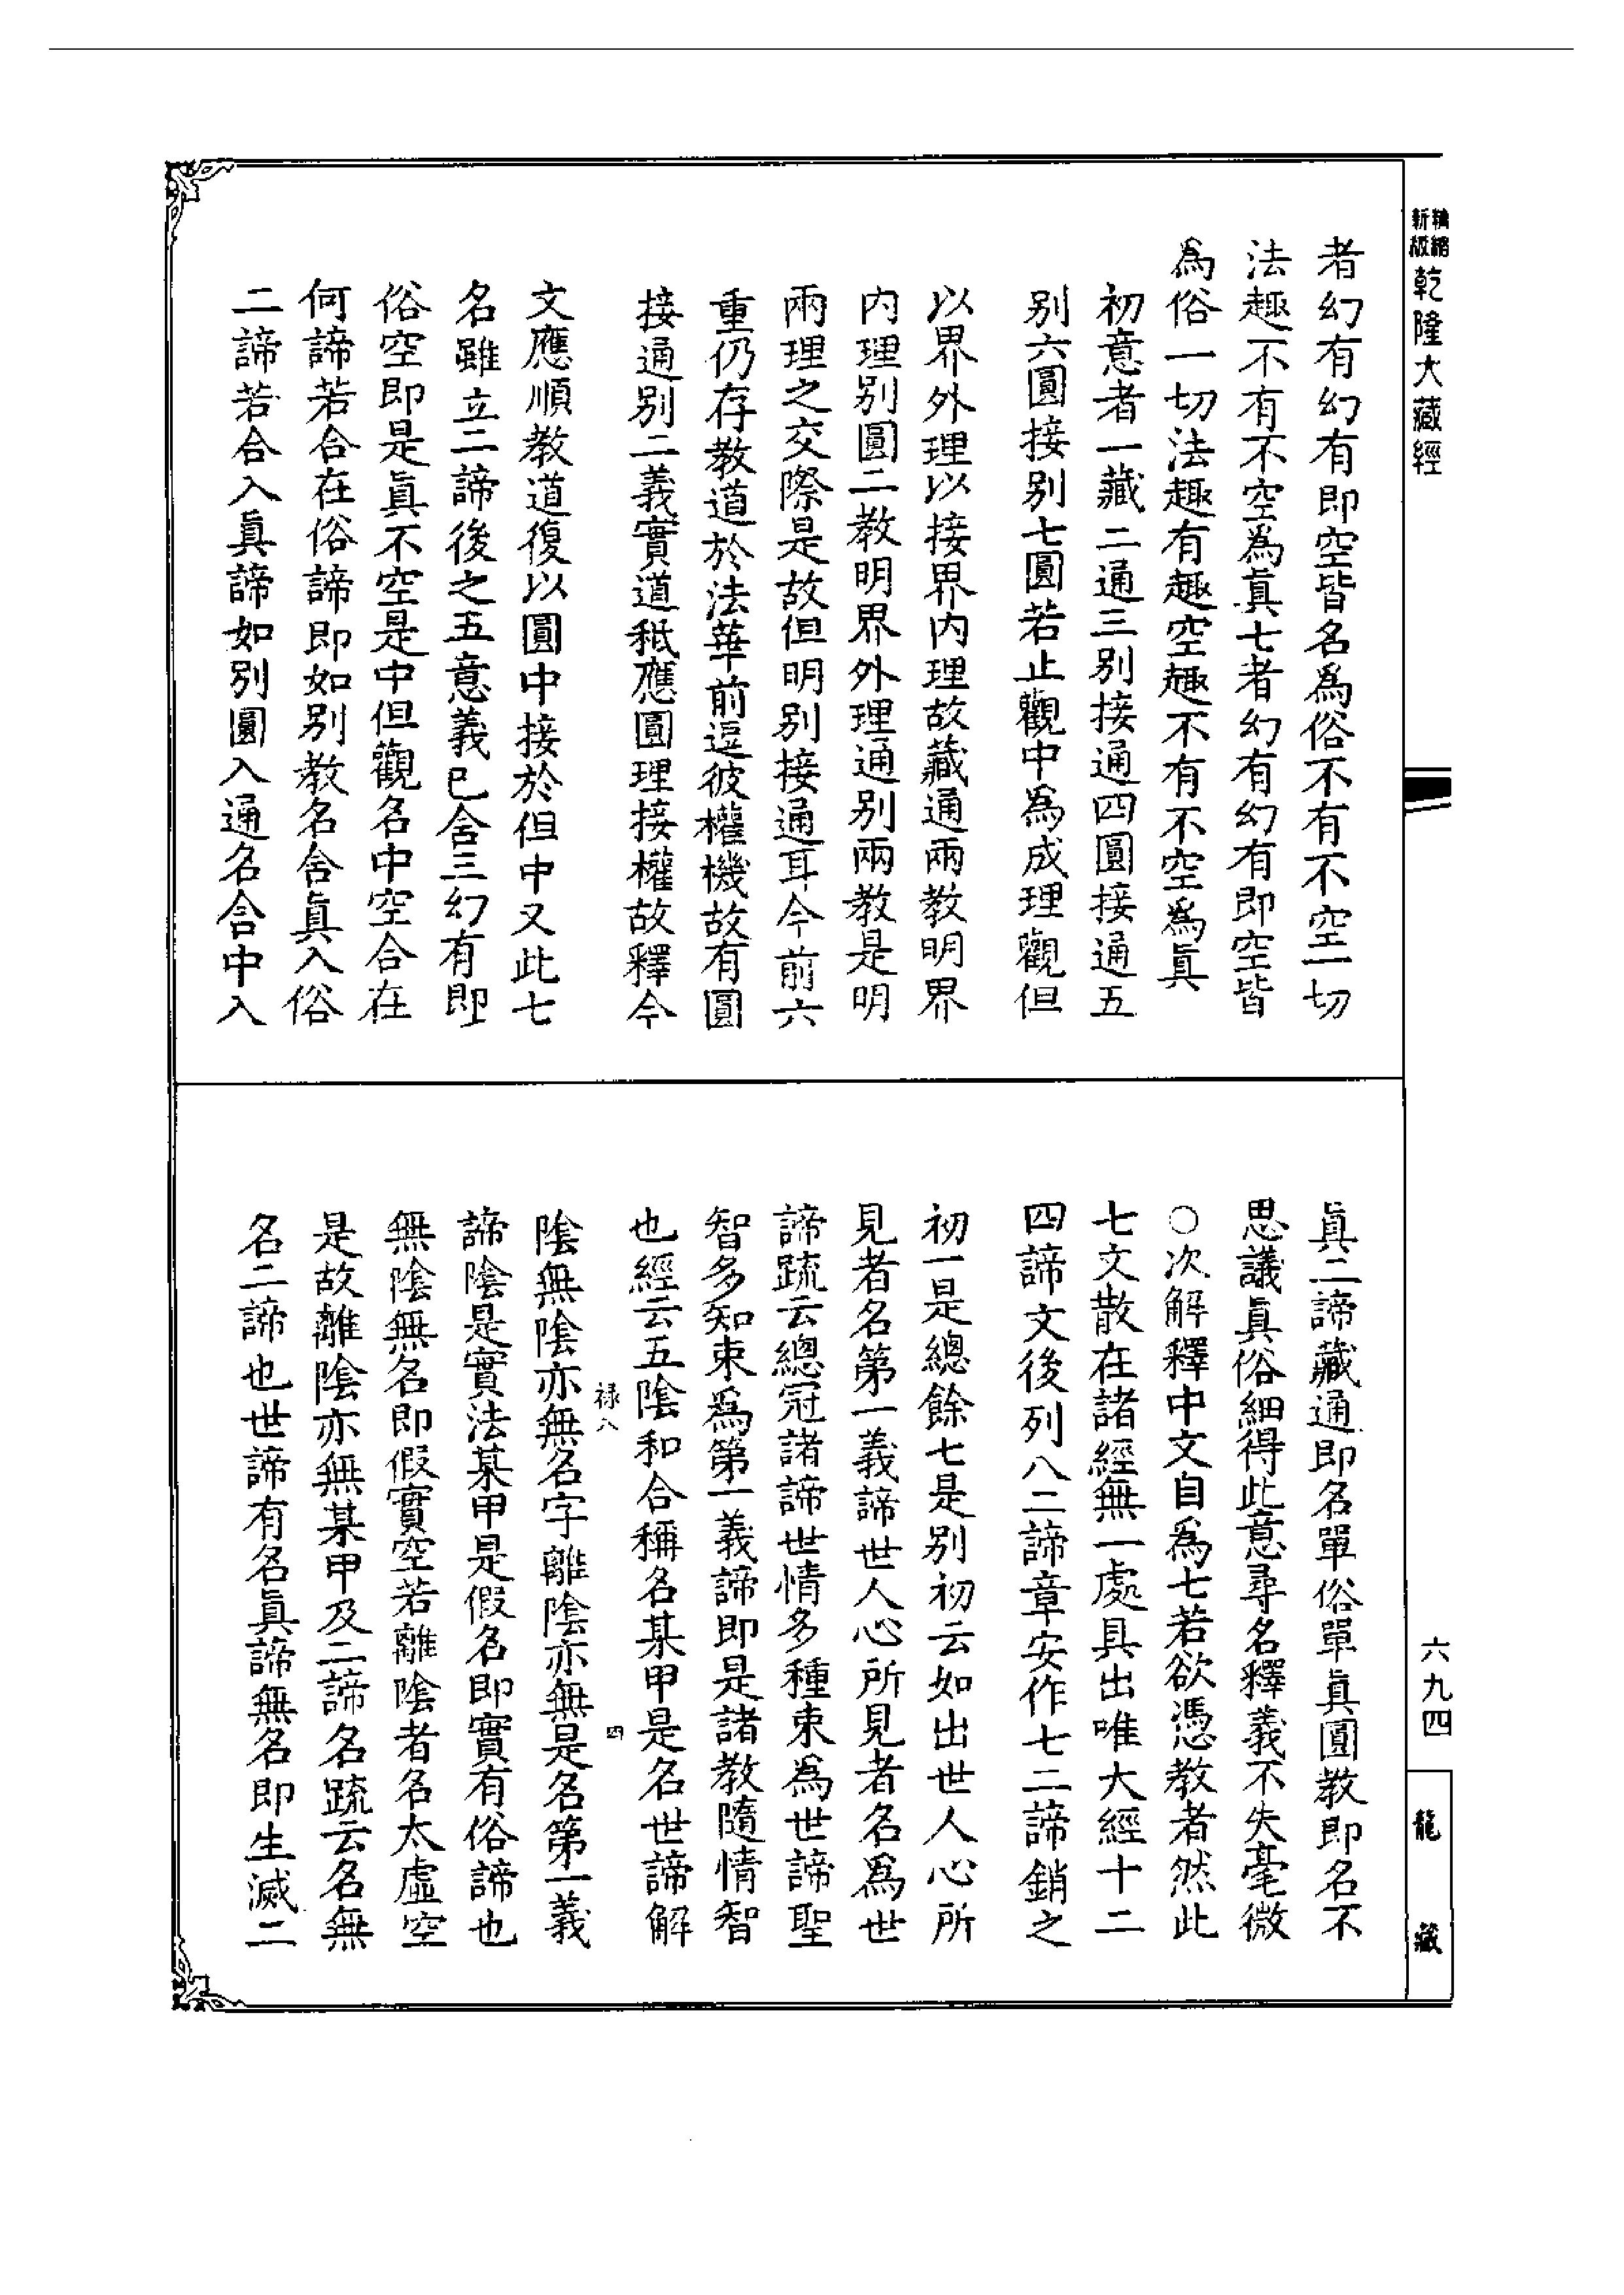 新縮精版乾隆大藏經
者幻有幻有即空皆名爲俗不有不空一切
法趣不有不空爲眞七者幻有幻有即空皆
爲俗一切法趣有趣空趣不有不空爲眞
初意者一藏二通三别接通四圓接通五
别六圓接别七圓若止觀中爲成理觀但
以界外理以接界内理故藏通兩教明界
内理别圓二教明界外理通别兩教是明
兩理之交際是故但明别接通耳今前六
重仍存教道於法華前逗彼權機故有圓
接通别二義實道秖應圓理接權故釋今
文應順教道復以圓中接於但中又此七
名雖立二諦後之五意義已含三幻有即
俗空即是眞不空是中但觀名中空合在
何諦若合在俗諦即如别教名含眞入俗
二諦若合入眞諦如别圓入通名含中入
眞二諦藏通即名單俗單眞圓教即名不
思議眞俗細得此意尋名釋義不失毫微
○次解釋中文自爲七若欲憑教者然此
七文散在諸經無一處具出唯大經十二
四諦文後列八二諦章安作七二諦銷之
初一是總餘七是别初云如出世人心所
見者名第一義諦世人心所見者名爲世
諦䟽云總冠諸諦世情多種束爲世諦聖
智多知束爲第一義諦即是諸教隨情智
也經云五陰和合稱名某甲是名世諦解
祿八 四
陰無陰亦無名字離陰亦無是名第一義
諦陰是實法某甲是假名即實有俗諦也
無陰無名即假實空若離陰者名太虛空
是故離陰亦無某甲及二諦名䟽云名無
名二諦也世諦有名眞諦無名即生滅二
六九四
龍藏